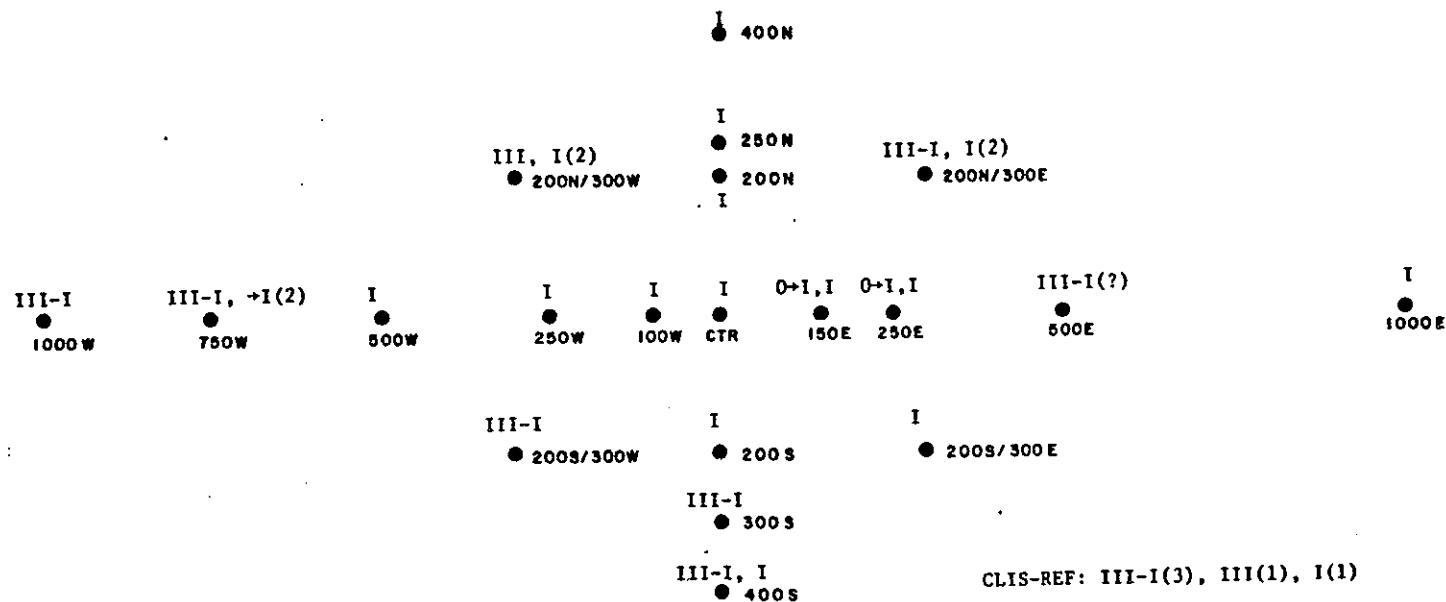 I
400N
I
250N
III, I(2)
III-I, I(2)
200N/300W
200N
200N/300E
I
III-I
III-I, →I(2)
I
I
I
I
O→I,I
O→I,I
III-I(?)
I
1000W
750W
500W
250W
100W
CTR
150E
250E
500E
1000E
III-I
I
I
200S/300W
200S
200S/300E
III-I
300S
III-I, I
400S
CLIS-REF: III-I(3), III(1), I(1)